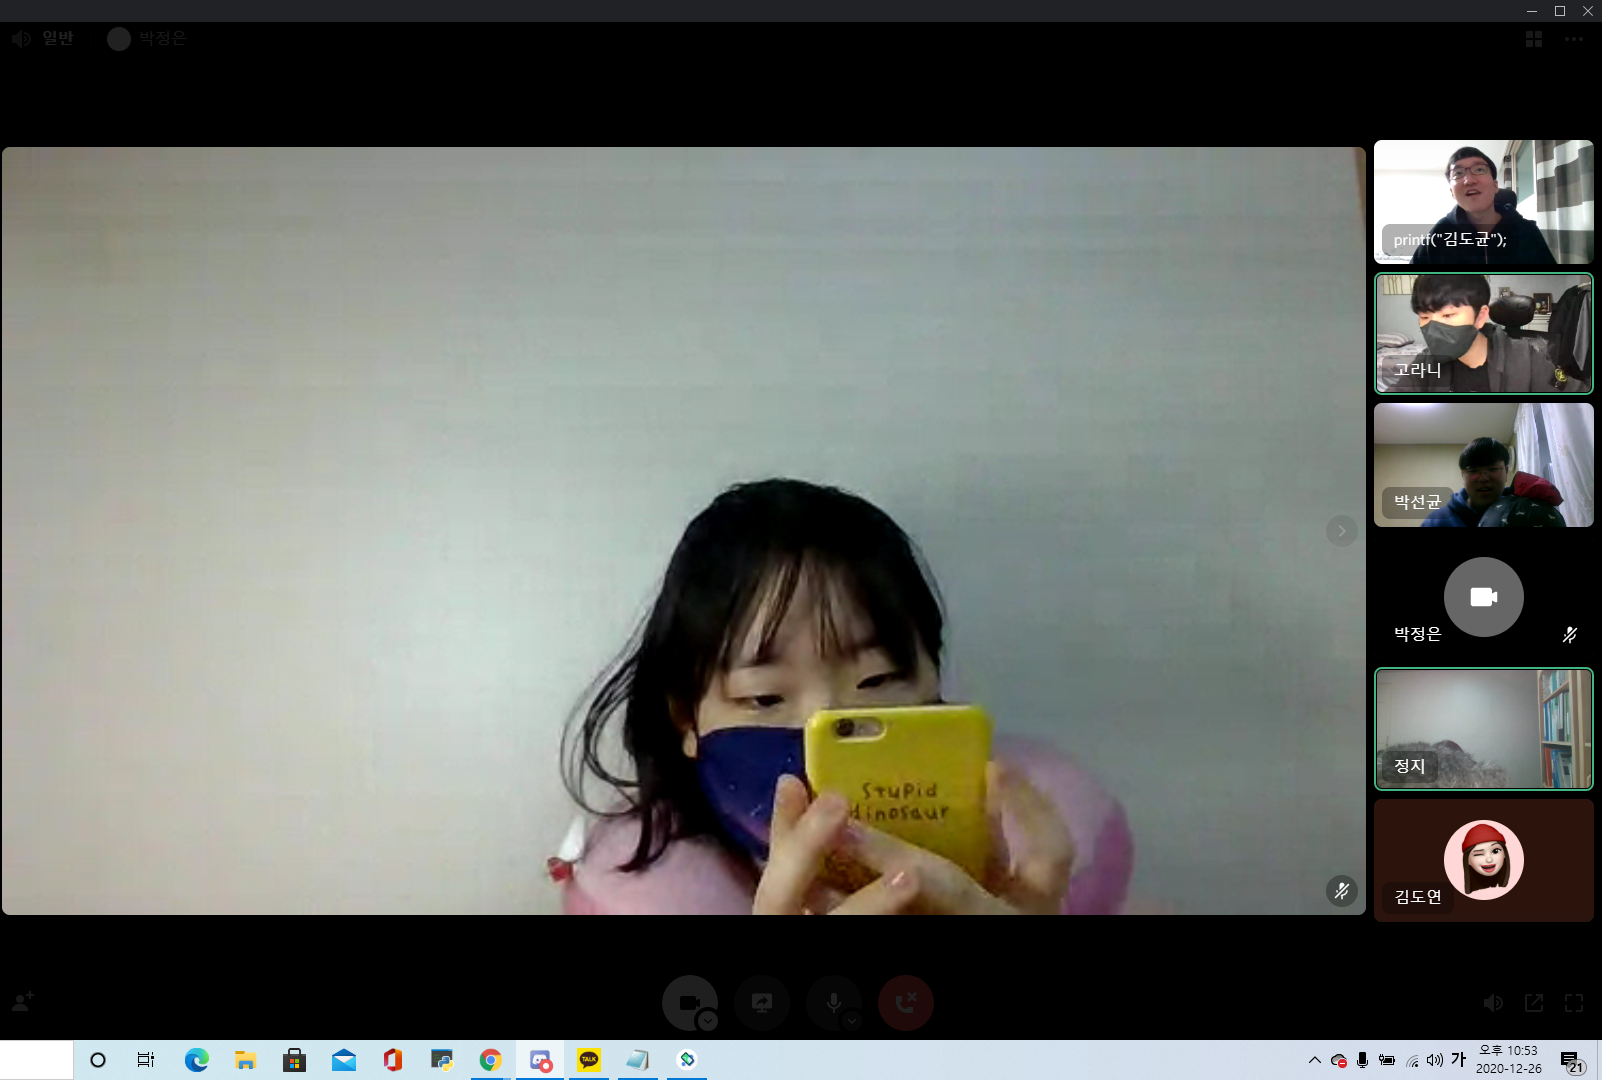 일반
박정은
printf("김도균");
고라니
박선균
박정은
정지
김도연
Stupid
dinosaur
TALK
가
오후 10:53
2020-12-26
21